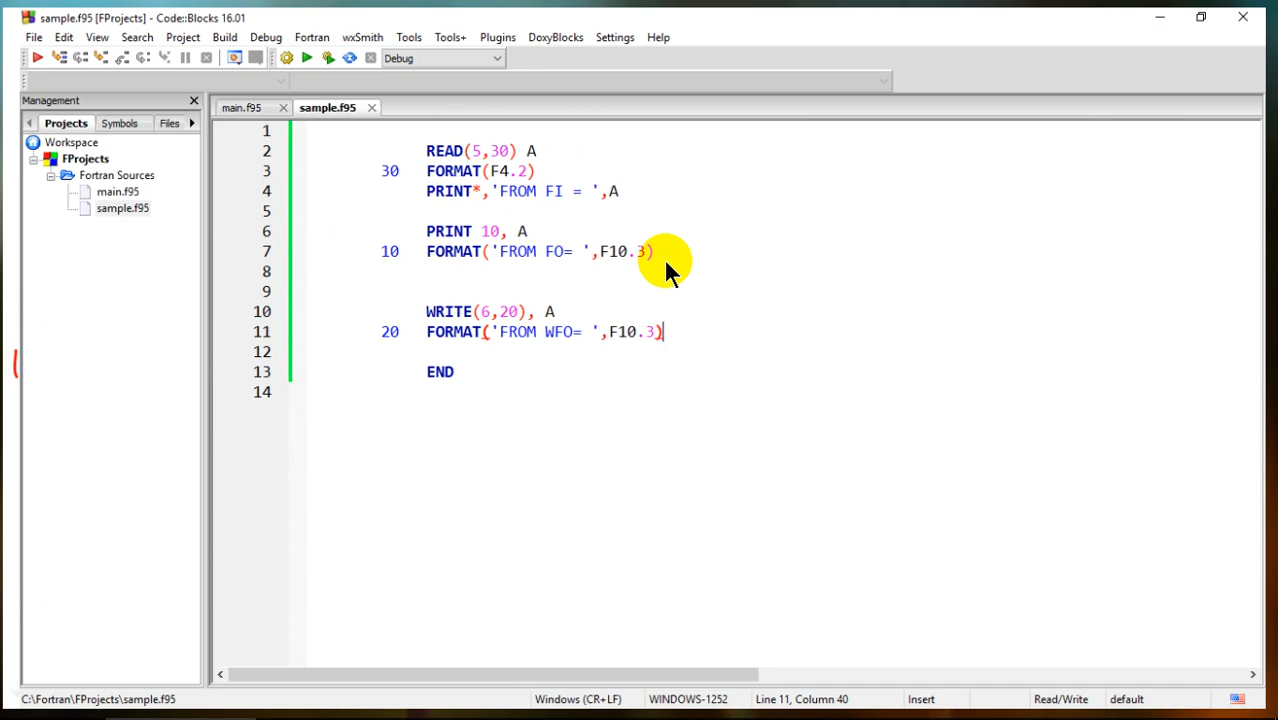 sample.f95 [FProjects] - Code::Blocks 16.01
File Edit View Search Project Build Debug Fortran wxSmith Tools Tools+ Plugins DoxyBlocks Settings Help
Debug
Management
main.f95 sample.f95
Projects Symbols Files
Workspace
FProjects
Fortran Sources
main.f95
sample.f95
1
2 READ(5,30) A
3 30 FORMAT(F4.2)
4 PRINT*,'FROM FI = ',A
5
6 PRINT 10, A
7 10 FORMAT('FROM FO= ',F10.3)
8
9
10 WRITE(6,20), A
11 20 FORMAT('FROM WFO= ',F10.3)
12
13 END
14
C:\Fortran\FProjects\sample.f95 Windows (CR+LF) WINDOWS-1252 Line 11, Column 40 Insert Read/Write default